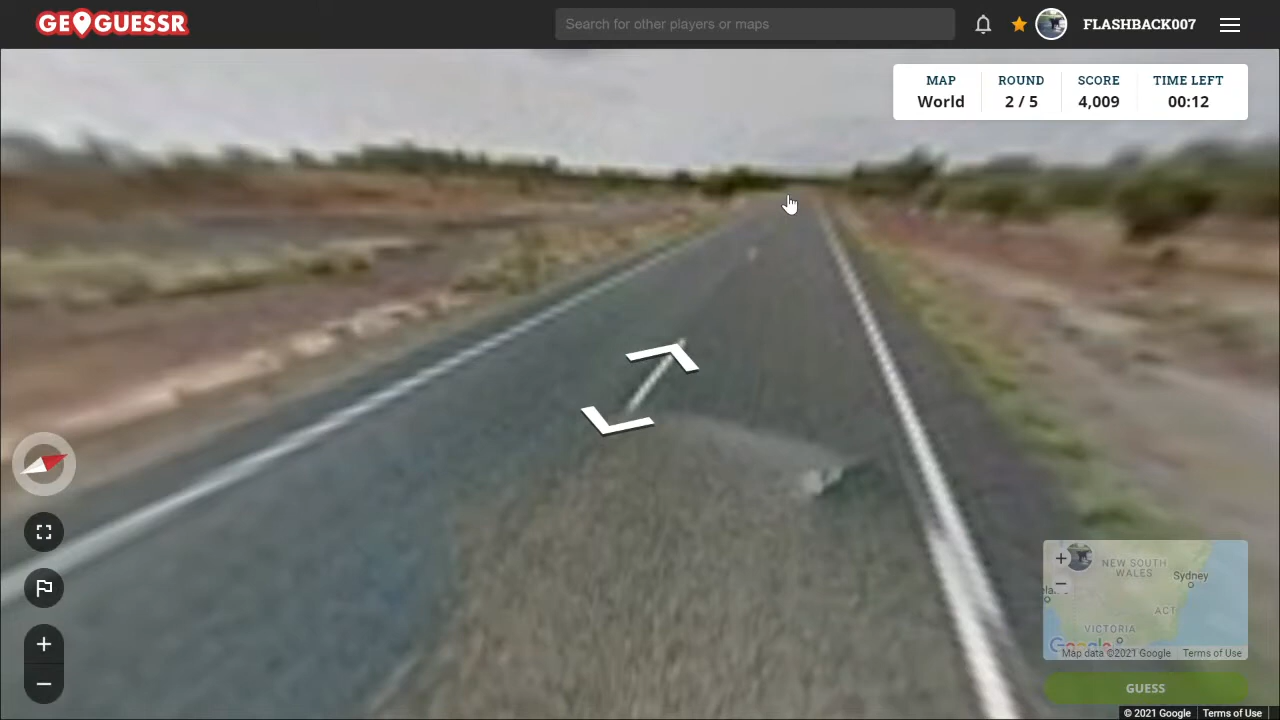 GEOGUESSR
Search for other players or maps
FLASHBACK007
MAP ROUND SCORE TIME LEFT
World 2 / 5 4,009 00:12
NEW SOUTH
WALES
Sydney
ACT
VICTORIA
Google
Map data ©2021 Google Terms of Use
GUESS
© 2021 Google Terms of Use